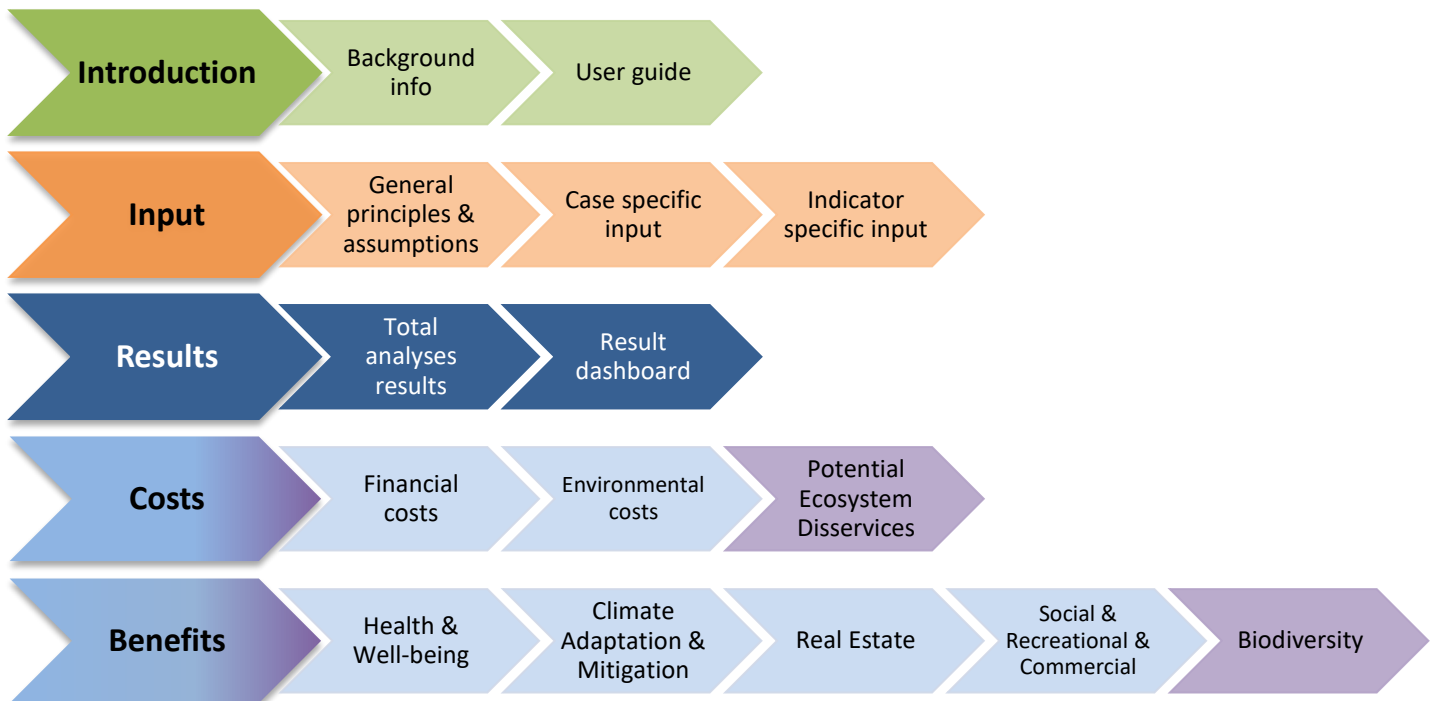 Introduction
Background
info
User guide
Input
General
principles &
assumptions
Case specific
input
Indicator
specific input
Results
Total
analyses
results
Result
dashboard
Costs
Financial
costs
Environmental
costs
Potential
Ecosystem
Disservices
Benefits
Health &
Well-being
Climate
Adaptation &
Mitigation
Real Estate
Social &
Recreational &
Commercial
Biodiversity